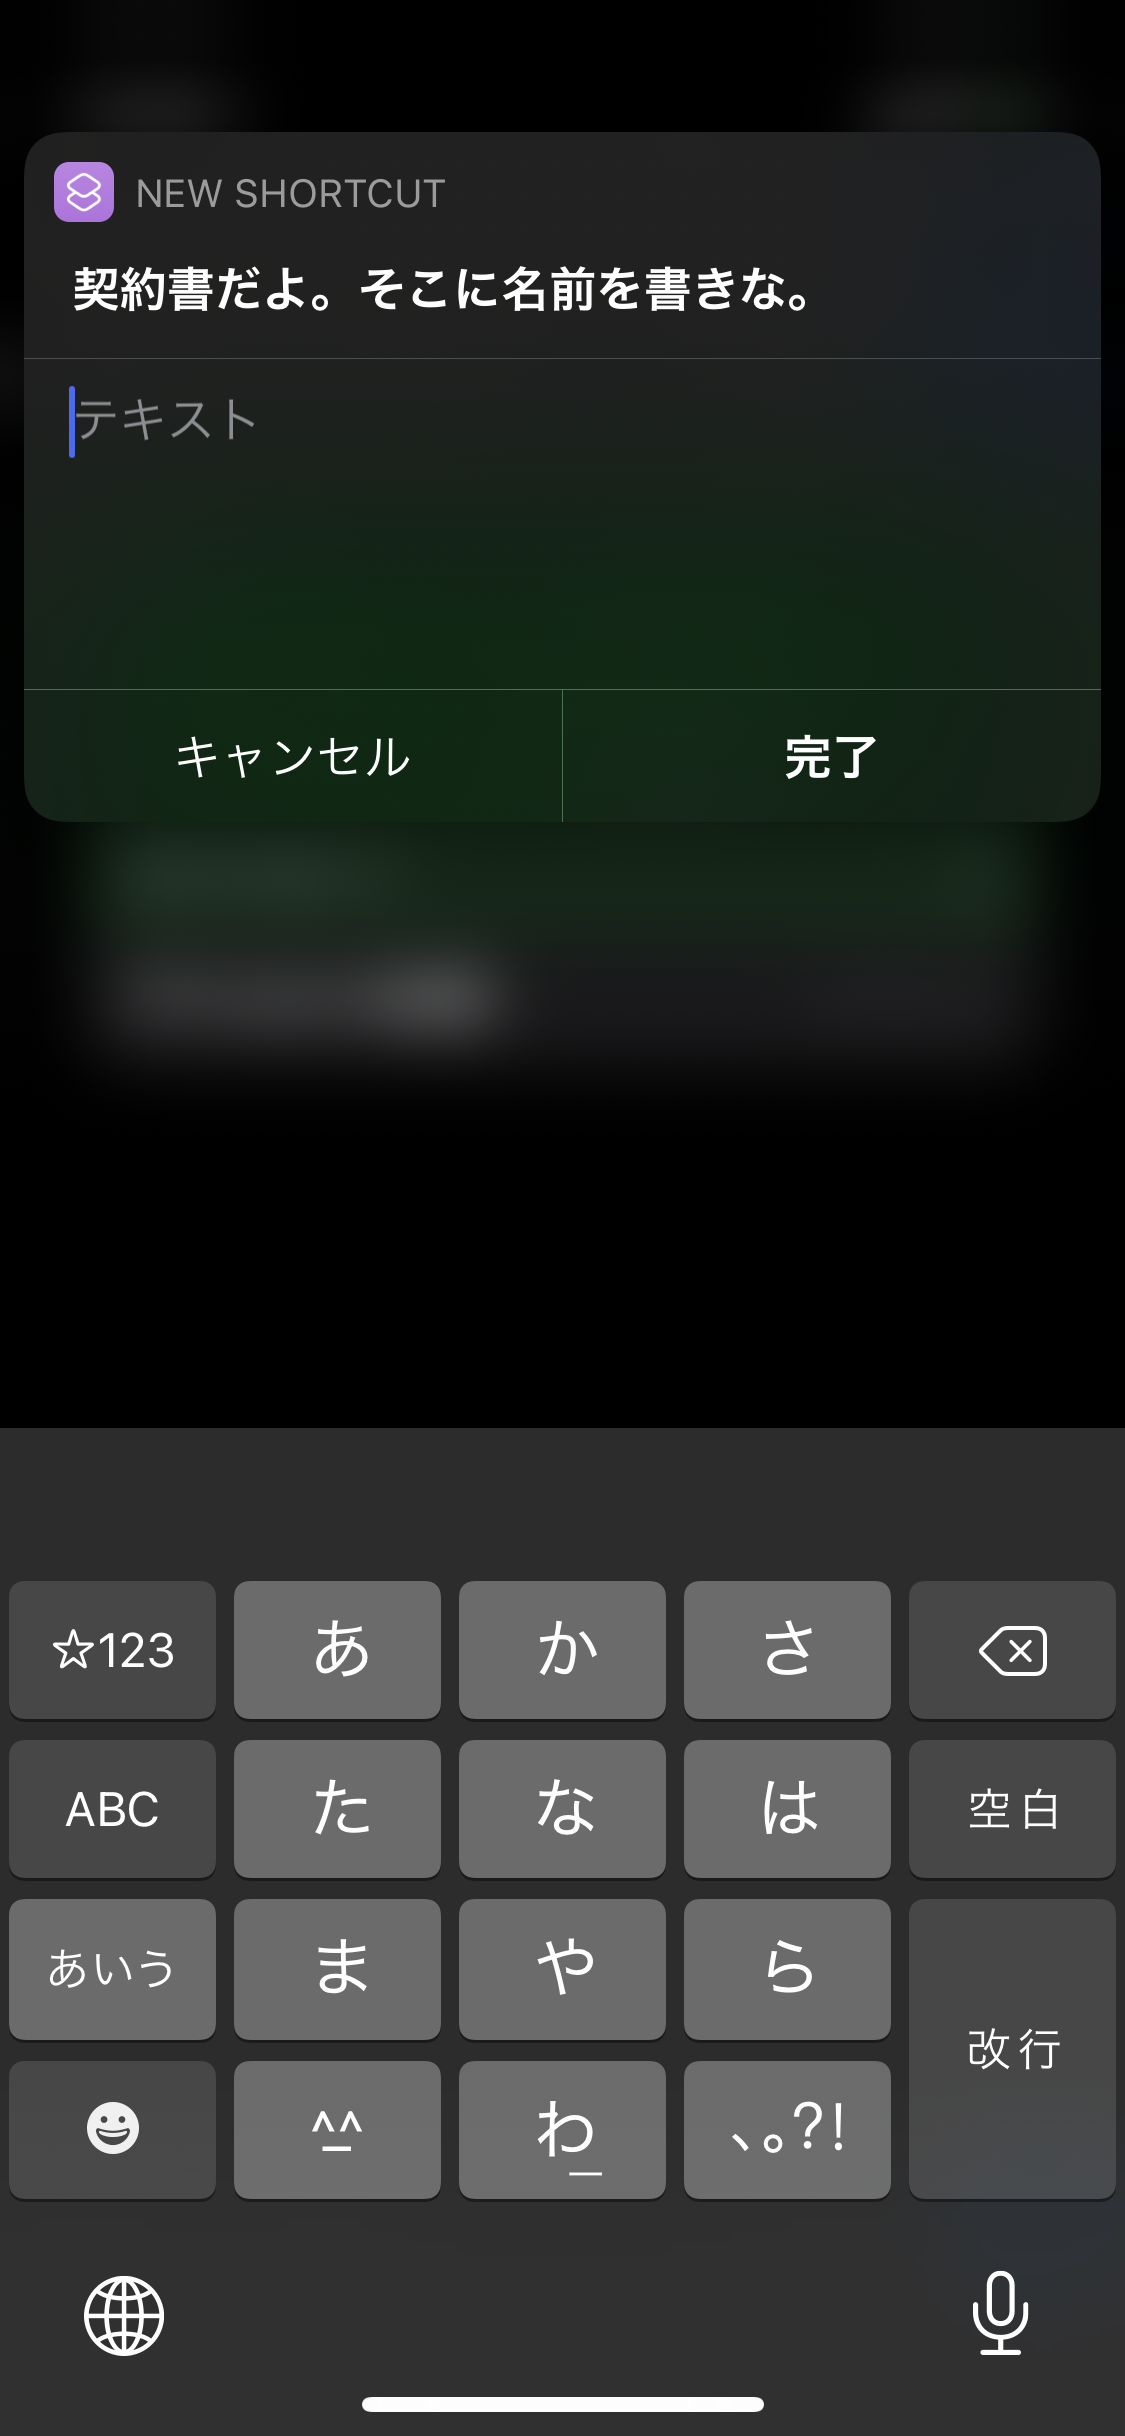 NEW SHORTCUT
契約書だよ。そこに名前を書きな。
テキスト
キャンセル 完了
☆123 あ か さ
ABC た な は 空白
あいう ま や ら
改行
^_^ わ_ 、。?!